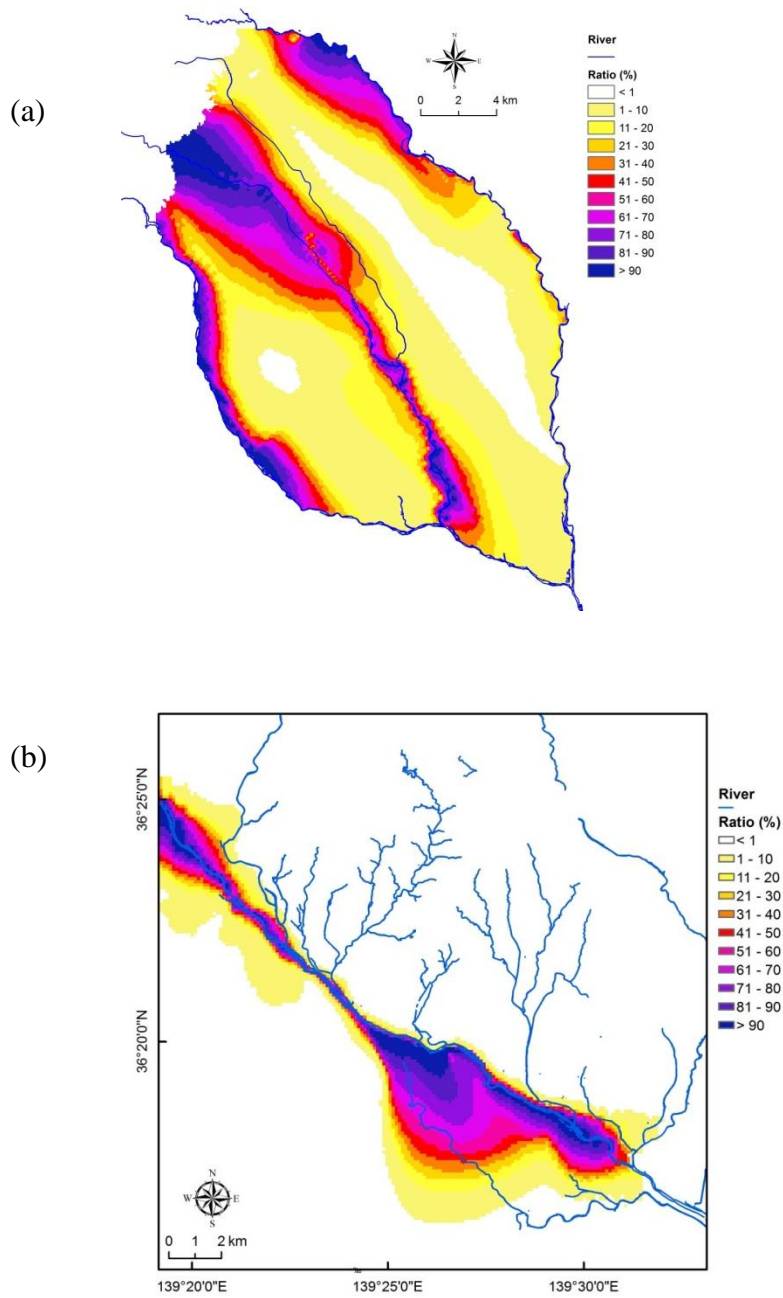 (a)
N
W E
S
0 2 4 km
River
Ratio (%)
< 1
1 - 10
11 - 20
21 - 30
31 - 40
41 - 50
51 - 60
61 - 70
71 - 80
81 - 90
> 90
(b)
36°25'0"N
36°20'0"N
N
W E
S
0 1 2 km
139°20'0"E
139°25'0"E
139°30'0"E
River
Ratio (%)
< 1
1 - 10
11 - 20
21 - 30
31 - 40
41 - 50
51 - 60
61 - 70
71 - 80
81 - 90
> 90